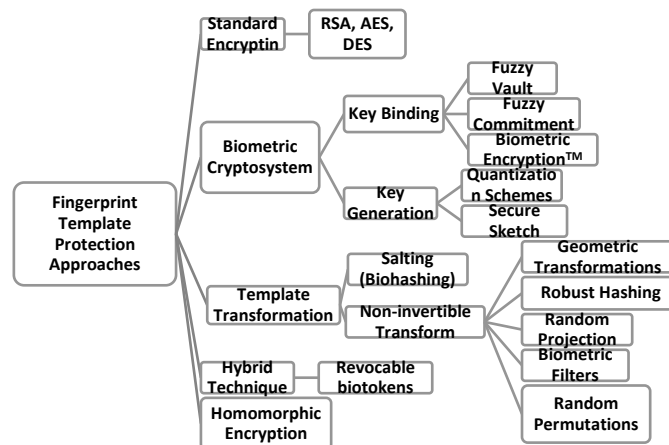 Standard
Encryptin
RSA, AES,
DES
Fuzzy
Vault
Key Binding
Fuzzy
Commitment
Biometric
Cryptosystem
Biometric
Encryption™
Key
Generation
Quantizatio
n Schemes
Secure
Sketch
Fingerprint
Template
Protection
Approaches
Salting
(Biohashing)
Geometric
Transformations
Template
Transformation
Non-invertible
Transform
Robust Hashing
Random
Projection
Biometric
Filters
Random
Permutations
Hybrid
Technique
Revocable
biotokens
Homomorphic
Encryption